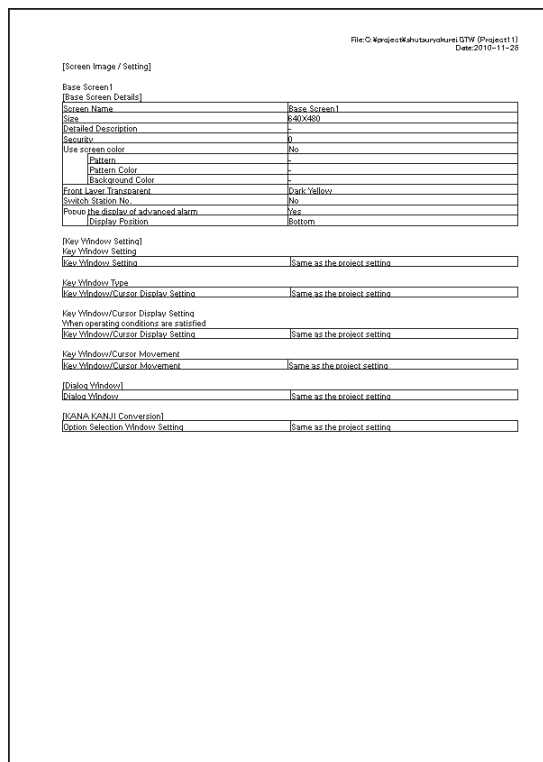 File:C:¥project¥shutsuryokurei.GTW (Project11)
Date:2010-11-26
[Screen Image / Setting]
Base Screen1
[Base Screen Details]
Screen Name Base Screen1
Size 640X480
Detailed Description -
Security 0
Use screen color No
Pattern -
Pattern Color -
Background Color -
Front Layer Transparent Dark Yellow
Switch Station No. No
Popup the display of advanced alarm Yes
Display Position Bottom
[Key Window Setting]
Key Window Setting
Key Window Setting Same as the project setting
Key Window Type
Key Window/Cursor Display Setting Same as the project setting
Key Window/Cursor Display Setting
When operating conditions are satisfied
Key Window/Cursor Display Setting Same as the project setting
Key Window/Cursor Movement
Key Window/Cursor Movement Same as the project setting
[Dialog Window]
Dialog Window Same as the project setting
[KANA KANJI Conversion]
Option Selection Window Setting Same as the project setting